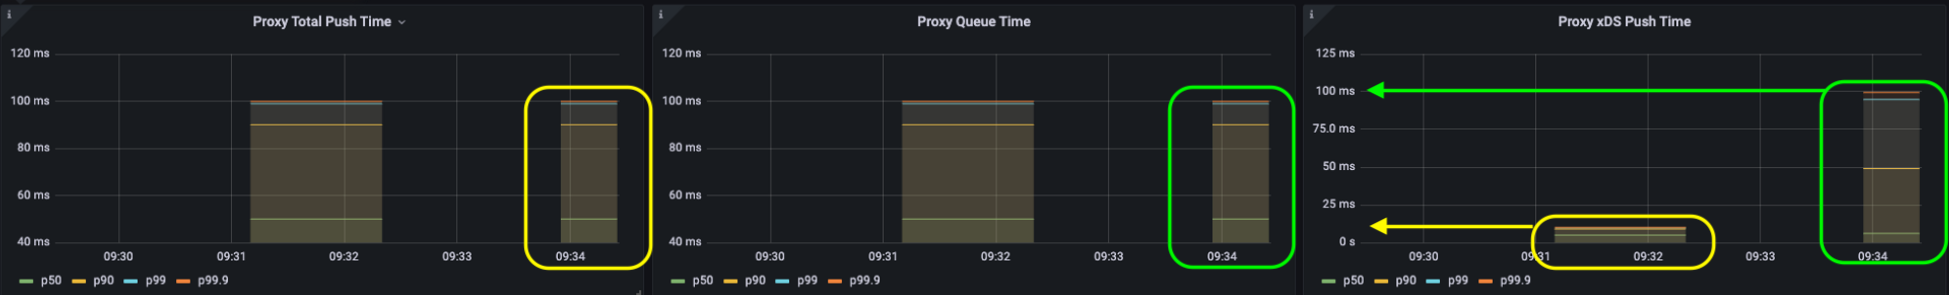 Proxy Total Push Time
120 ms
100 ms
80 ms
60 ms
40 ms
09:30 09:31 09:32 09:33 09:34
p50 p90 p99 p99.9
Proxy Queue Time
120 ms
100 ms
80 ms
60 ms
40 ms
09:30 09:31 09:32 09:33 09:34
p50 p90 p99 p99.9
Proxy xDS Push Time
125 ms
100 ms
75.0 ms
50 ms
25 ms
0 s
09:30 09:31 09:32 09:33 09:34
p50 p90 p99 p99.9